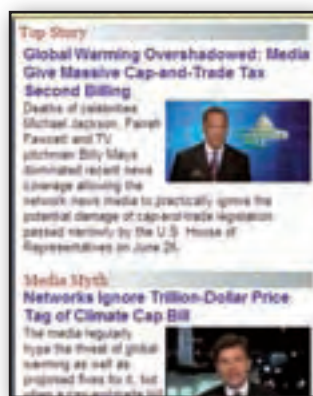 Top Story
Global Warming Overshadowed: Media
Give Massive Cap-and-Trade Tax
Second Billing
Deaths of celebrities
Michael Jackson, Farrah
Fawcett and TV
pitchman Billy Mays
dominated recent news
coverage allowing the
network news media to practically ignore the
potential damage of cap-and-trade legislation
passed narrowly by the U.S. House of
Representatives on June 26.
Media Myth
Networks Ignore Trillion-Dollar Price
Tag of Climate Cap Bill
The media regularly
hype the threat of global
warming as well as
proposed fixes for it, but